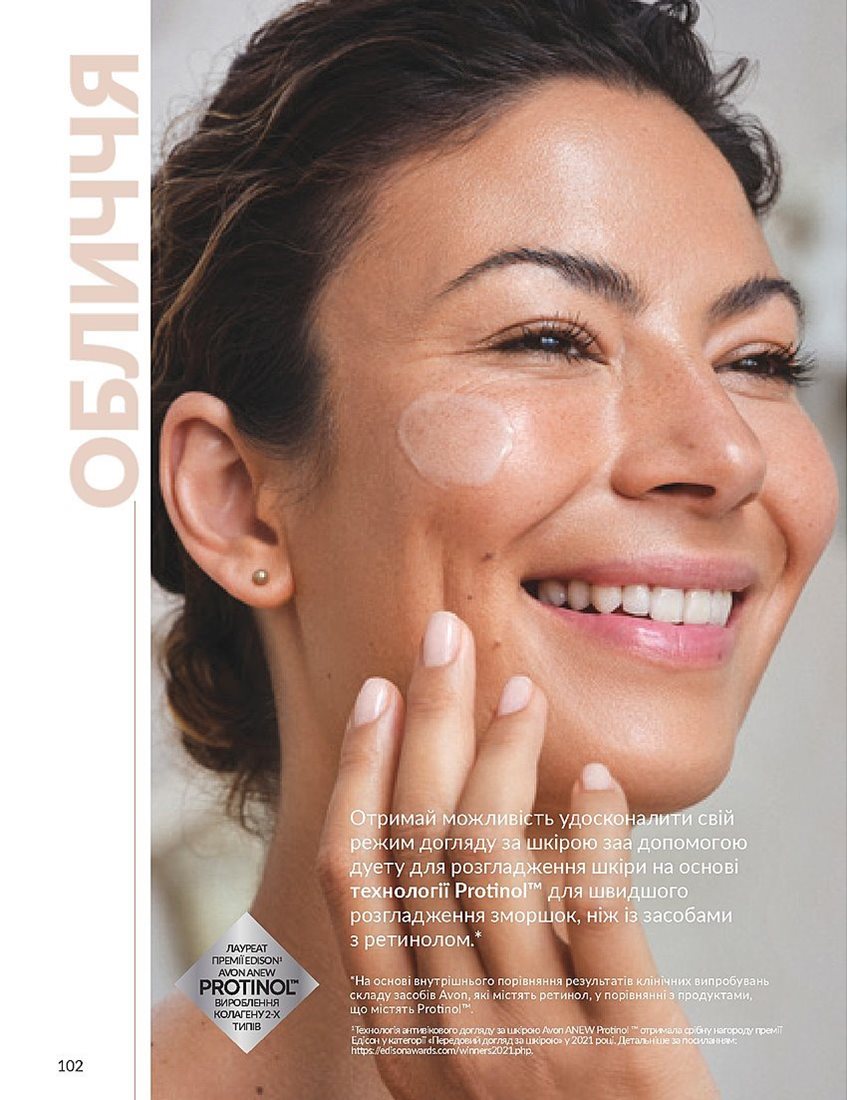 ОБЛИЧЧЯ
Отримай можливість удосконалити свій
режим догляду за шкірою заа допомогою
дуету для розгладження шкіри на основі
технології Protinol™ для швидшого
розгладження зморшок, ніж із засобами
з ретинолом.*
ЛАУРЕАТ
ПРЕМІЇ EDISON¹
AVON ANEW
PROTINOL™
ВИРОБЛЕННЯ
КОЛАГЕНУ 2-Х
ТИПІВ
*На основі внутрішнього порівняння результатів клінічних випробувань
складу засобів Avon, які містять ретинол, у порівнянні з продуктами,
що містять Protinol™.
¹Технологія антивікового догляду за шкірою Avon ANEW Protinol ™ отримала срібну нагороду премії
Едісон у категорії «Передовий догляд за шкірою» у 2021 році. Детальніше за посиланням:
https://edisonawards.com/winners2021.php.
102